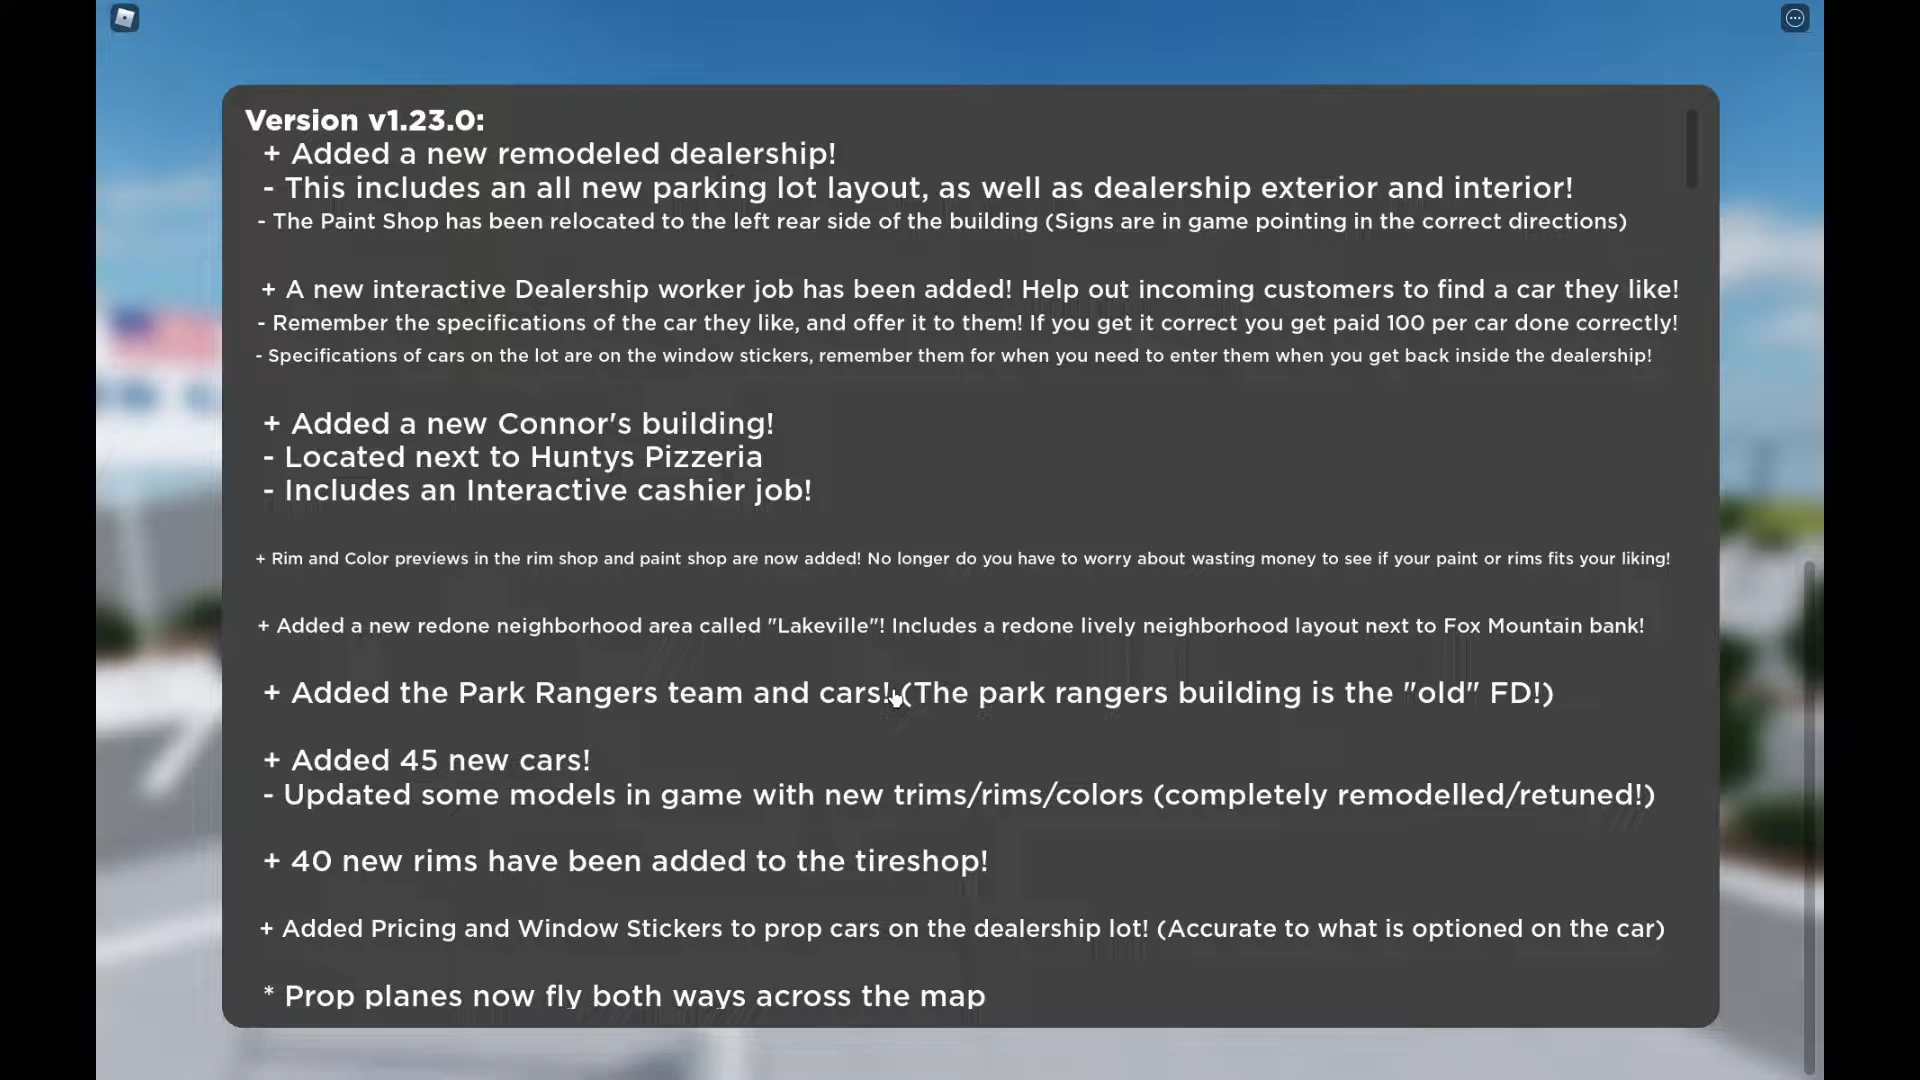 Version v1.23.0:
+ Added a new remodeled dealership!
- This includes an all new parking lot layout, as well as dealership exterior and interior!
- The Paint Shop has been relocated to the left rear side of the building (Signs are in game pointing in the correct directions)
+ A new interactive Dealership worker job has been added! Help out incoming customers to find a car they like!
- Remember the specifications of the car they like, and offer it to them! If you get it correct you get paid 100 per car done correctly!
- Specifications of cars on the lot are on the window stickers, remember them for when you need to enter them when you get back inside the dealership!
+ Added a new Connor's building!
- Located next to Huntys Pizzeria
- Includes an Interactive cashier job!
+ Rim and Color previews in the rim shop and paint shop are now added! No longer do you have to worry about wasting money to see if your paint or rims fits your liking!
+ Added a new redone neighborhood area called "Lakeville"! Includes a redone lively neighborhood layout next to Fox Mountain bank!
+ Added the Park Rangers team and cars! (The park rangers building is the "old" FD!)
+ Added 45 new cars!
- Updated some models in game with new trims/rims/colors (completely remodelled/retuned!)
+ 40 new rims have been added to the tireshop!
+ Added Pricing and Window Stickers to prop cars on the dealership lot! (Accurate to what is optioned on the car)
* Prop planes now fly both ways across the map